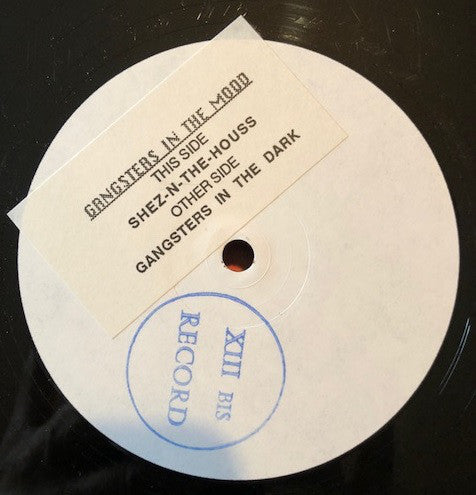 GANGSTERS IN THE MOOD
THIS SIDE
SHEZ-N-THE-HOUSS
OTHER SIDE
GANGSTERS IN THE DARK
XIII BIS
RECORD